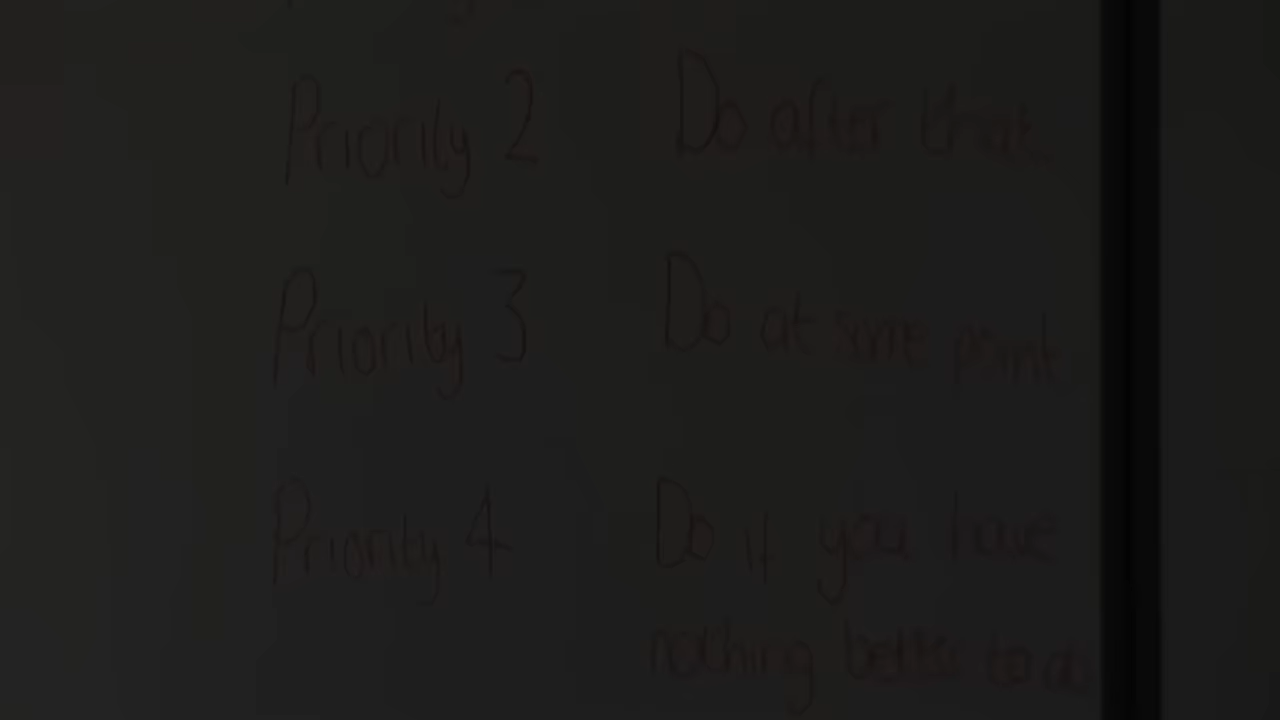 Priority 2 Do after that
Priority 3 Do at some point
Priority 4 Do if you have
nothing better to do